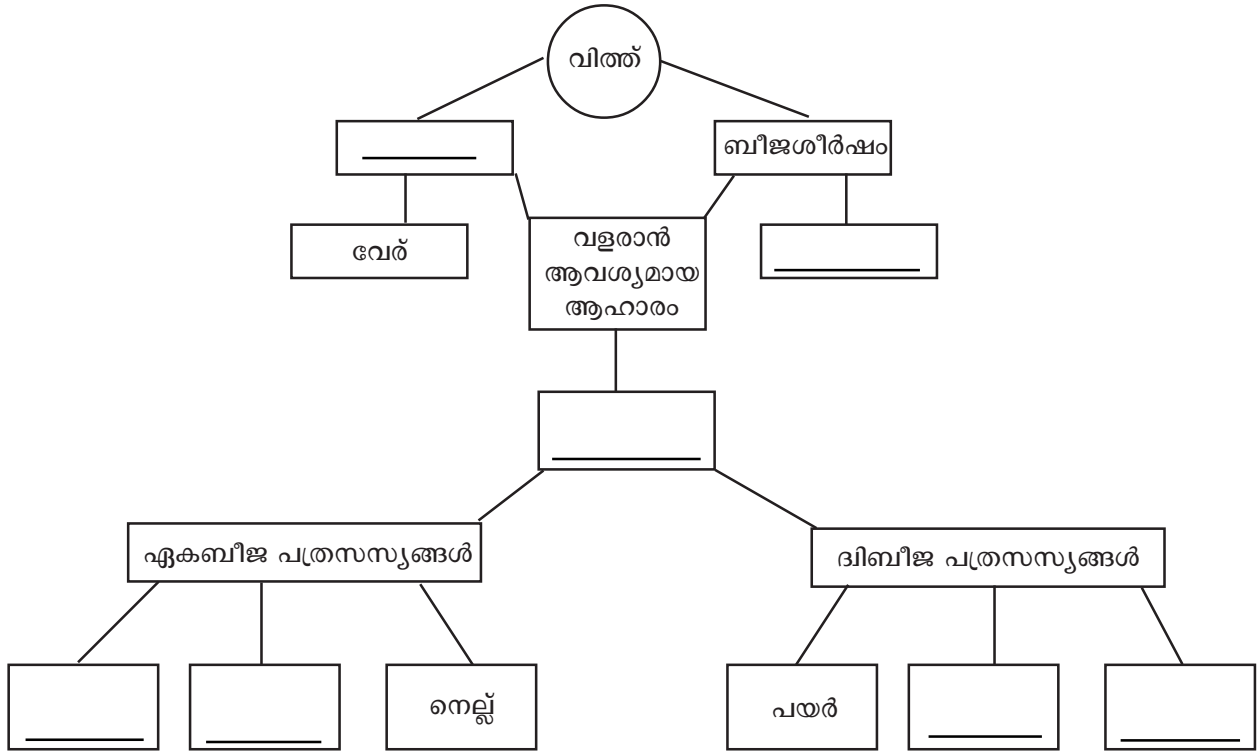 വിത്ത്
ബീജശീർഷം
വേര്
വളരാൻ
ആവശ്യമായ
ആഹാരം
ഏകബീജ പത്രസസ്യങ്ങൾ
ദ്വിബീജ പത്രസസ്യങ്ങൾ
നെല്ല്
പയർ